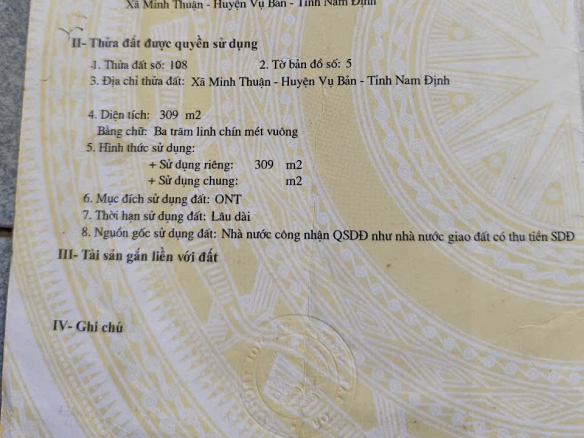 Xã Minh Thuận - Huyện Vụ Bản - Tỉnh Nam Định
II- Thửa đất được quyền sử dụng
1. Thửa đất số: 108 2. Tờ bản đồ số: 5
3. Địa chỉ thửa đất: Xã Minh Thuận - Huyện Vụ Bản - Tỉnh Nam Định
4. Diện tích: 309 m2
Bằng chữ: Ba trăm linh chín mét vuông
5. Hình thức sử dụng:
+ Sử dụng riêng: 309 m2
+ Sử dụng chung: m2
6. Mục đích sử dụng đất: ONT
7. Thời hạn sử dụng đất: Lâu dài
8. Nguồn gốc sử dụng đất: Nhà nước công nhận QSDĐ như nhà nước giao đất có thu tiền SDĐ
III- Tài sản gắn liền với đất
IV- Ghi chú